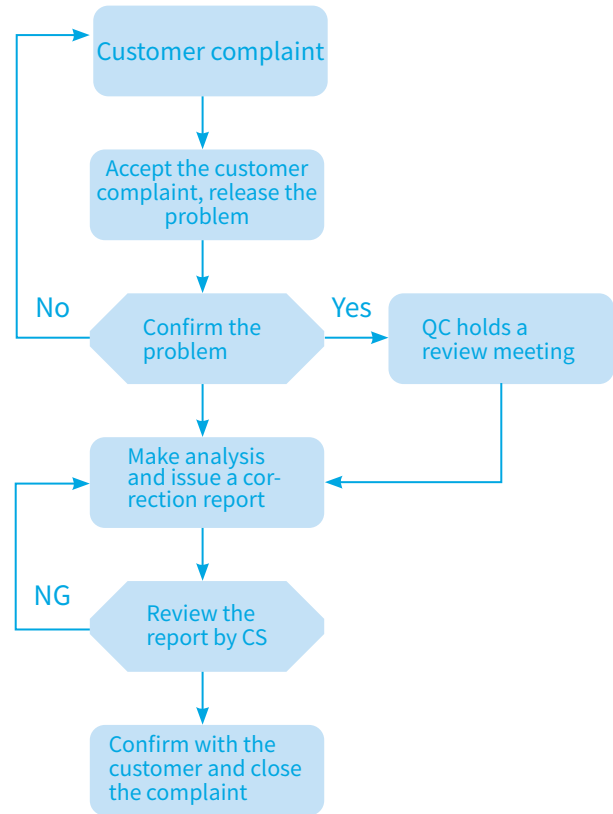 Customer complaint
Accept the customer
complaint, release the
problem
No
Confirm the
problem
Yes
QC holds a
review meeting
Make analysis
and issue a cor-
rection report
NG
Review the
report by CS
Confirm with the
customer and close
the complaint